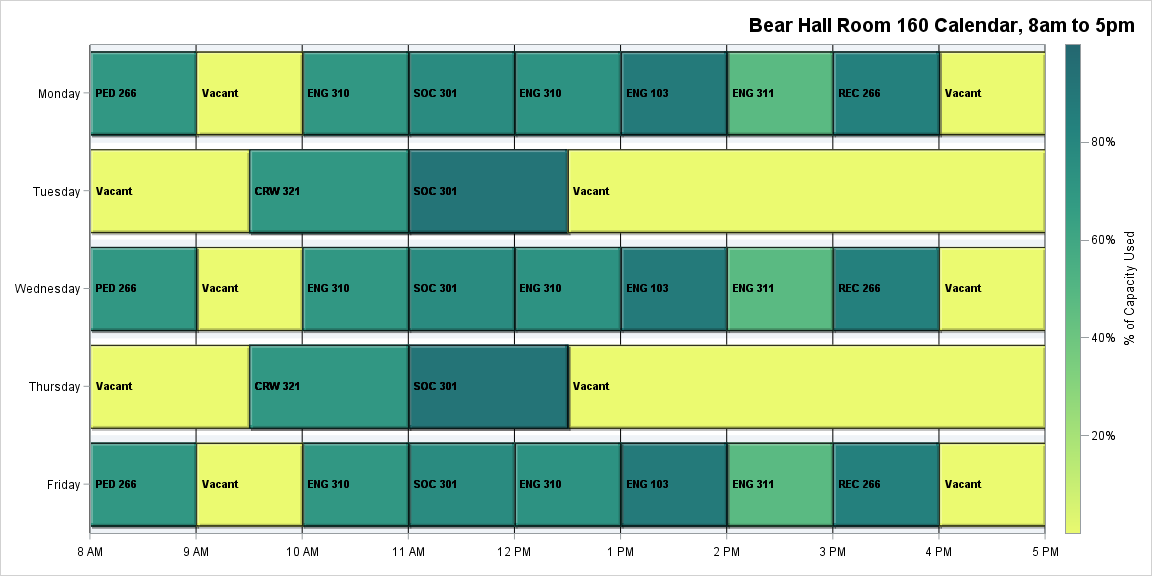 Bear Hall Room 160 Calendar, 8am to 5pm
Monday
PED 266
Vacant
ENG 310
SOC 301
ENG 310
ENG 103
ENG 311
REC 266
Vacant
Tuesday
Vacant
CRW 321
SOC 301
Vacant
Wednesday
PED 266
Vacant
ENG 310
SOC 301
ENG 310
ENG 103
ENG 311
REC 266
Vacant
Thursday
Vacant
CRW 321
SOC 301
Vacant
Friday
PED 266
Vacant
ENG 310
SOC 301
ENG 310
ENG 103
ENG 311
REC 266
Vacant
8 AM
9 AM
10 AM
11 AM
12 PM
1 PM
2 PM
3 PM
4 PM
5 PM
80%
60%
40%
20%
% of Capacity Used